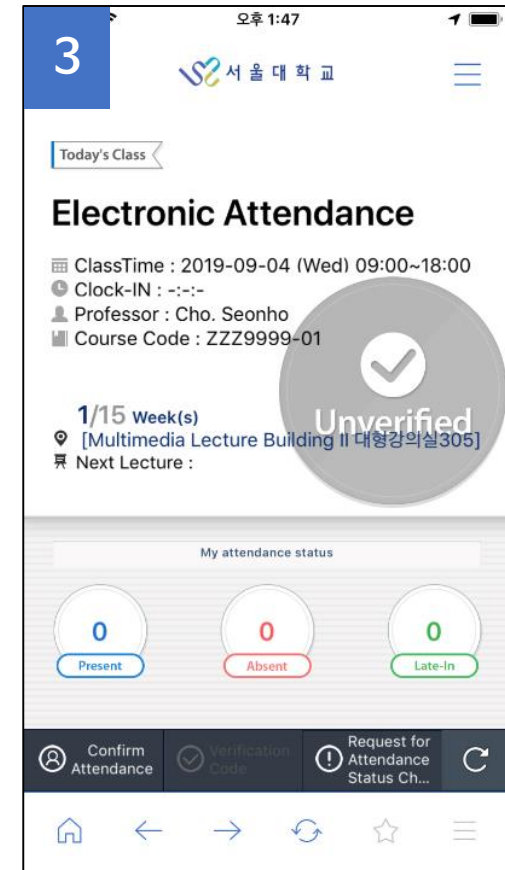 3
오후 1:47
서울대학교
Today's Class
Electronic Attendance
ClassTime : 2019-09-04 (Wed) 09:00~18:00
Clock-IN : -:-:-
Professor : Cho. Seonho
Course Code : ZZZ9999-01
Unverified
1/15 Week(s)
[Multimedia Lecture Building II 대형강의실305]
Next Lecture :
My attendance status
0 0 0
Present Absent Late-In
Confirm
Attendance
Verification
Code
Request for
Attendance
Status Ch...